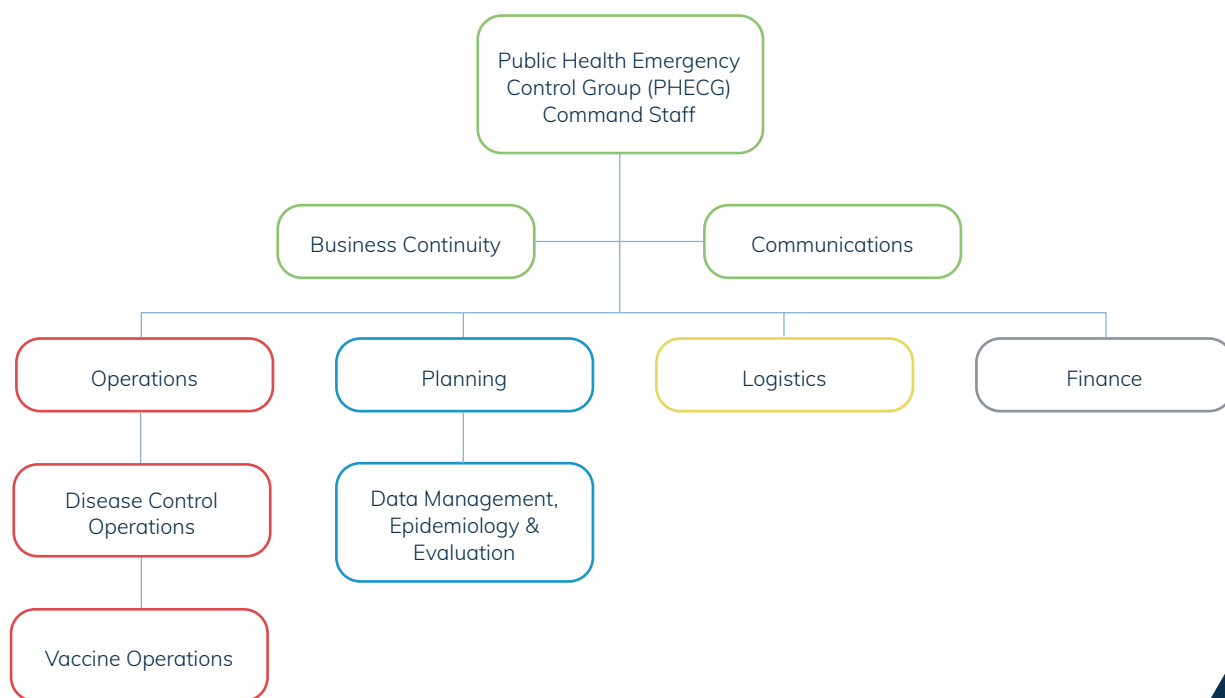 Public Health Emergency
Control Group (PHECG)
Command Staff
Business Continuity
Communications
Operations
Planning
Logistics
Finance
Disease Control
Operations
Data Management,
Epidemiology &
Evaluation
Vaccine Operations